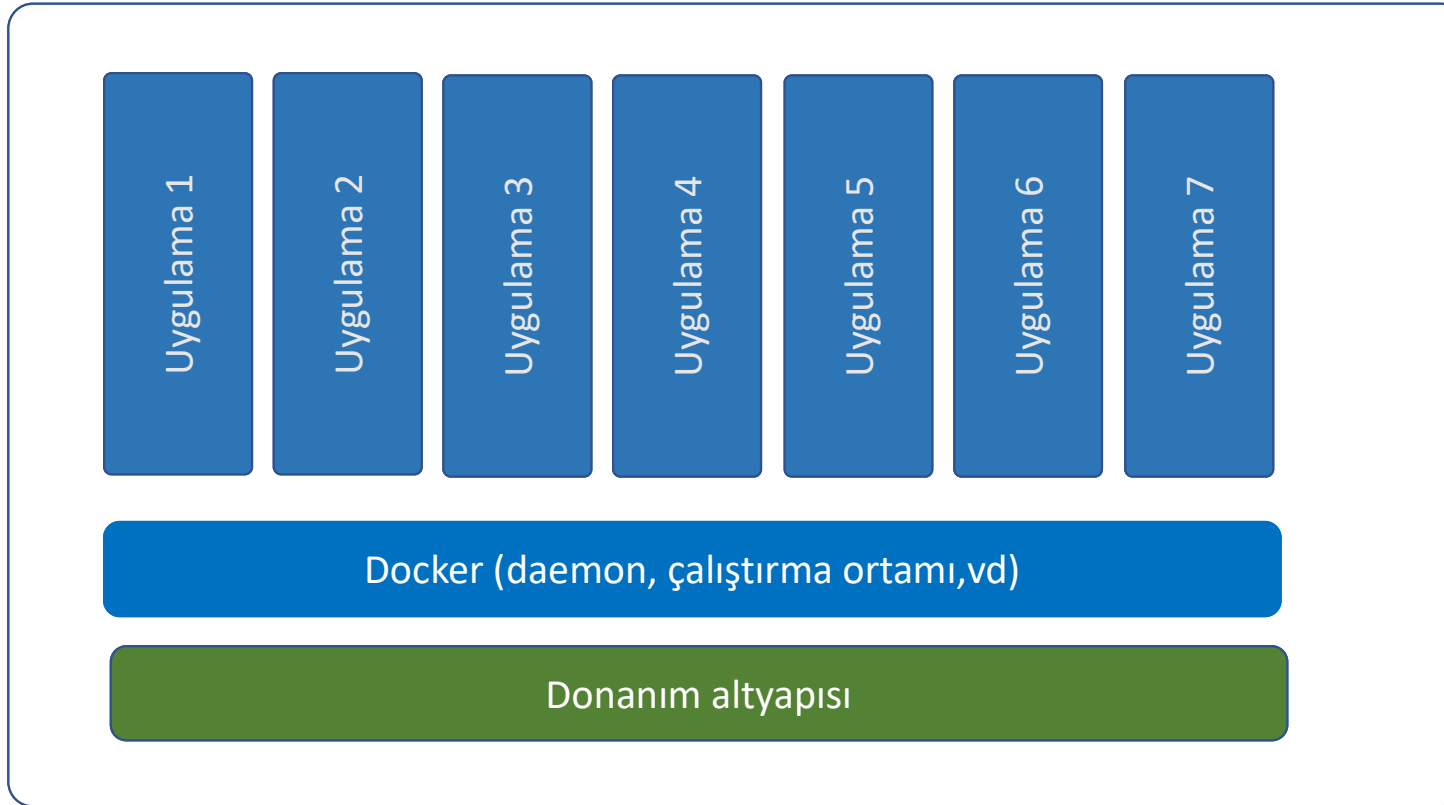 Uygulama 1
Uygulama 2
Uygulama 3
Uygulama 4
Uygulama 5
Uygulama 6
Uygulama 7
Docker (daemon, çalıştırma ortamı,vd)
Donanım altyapısı